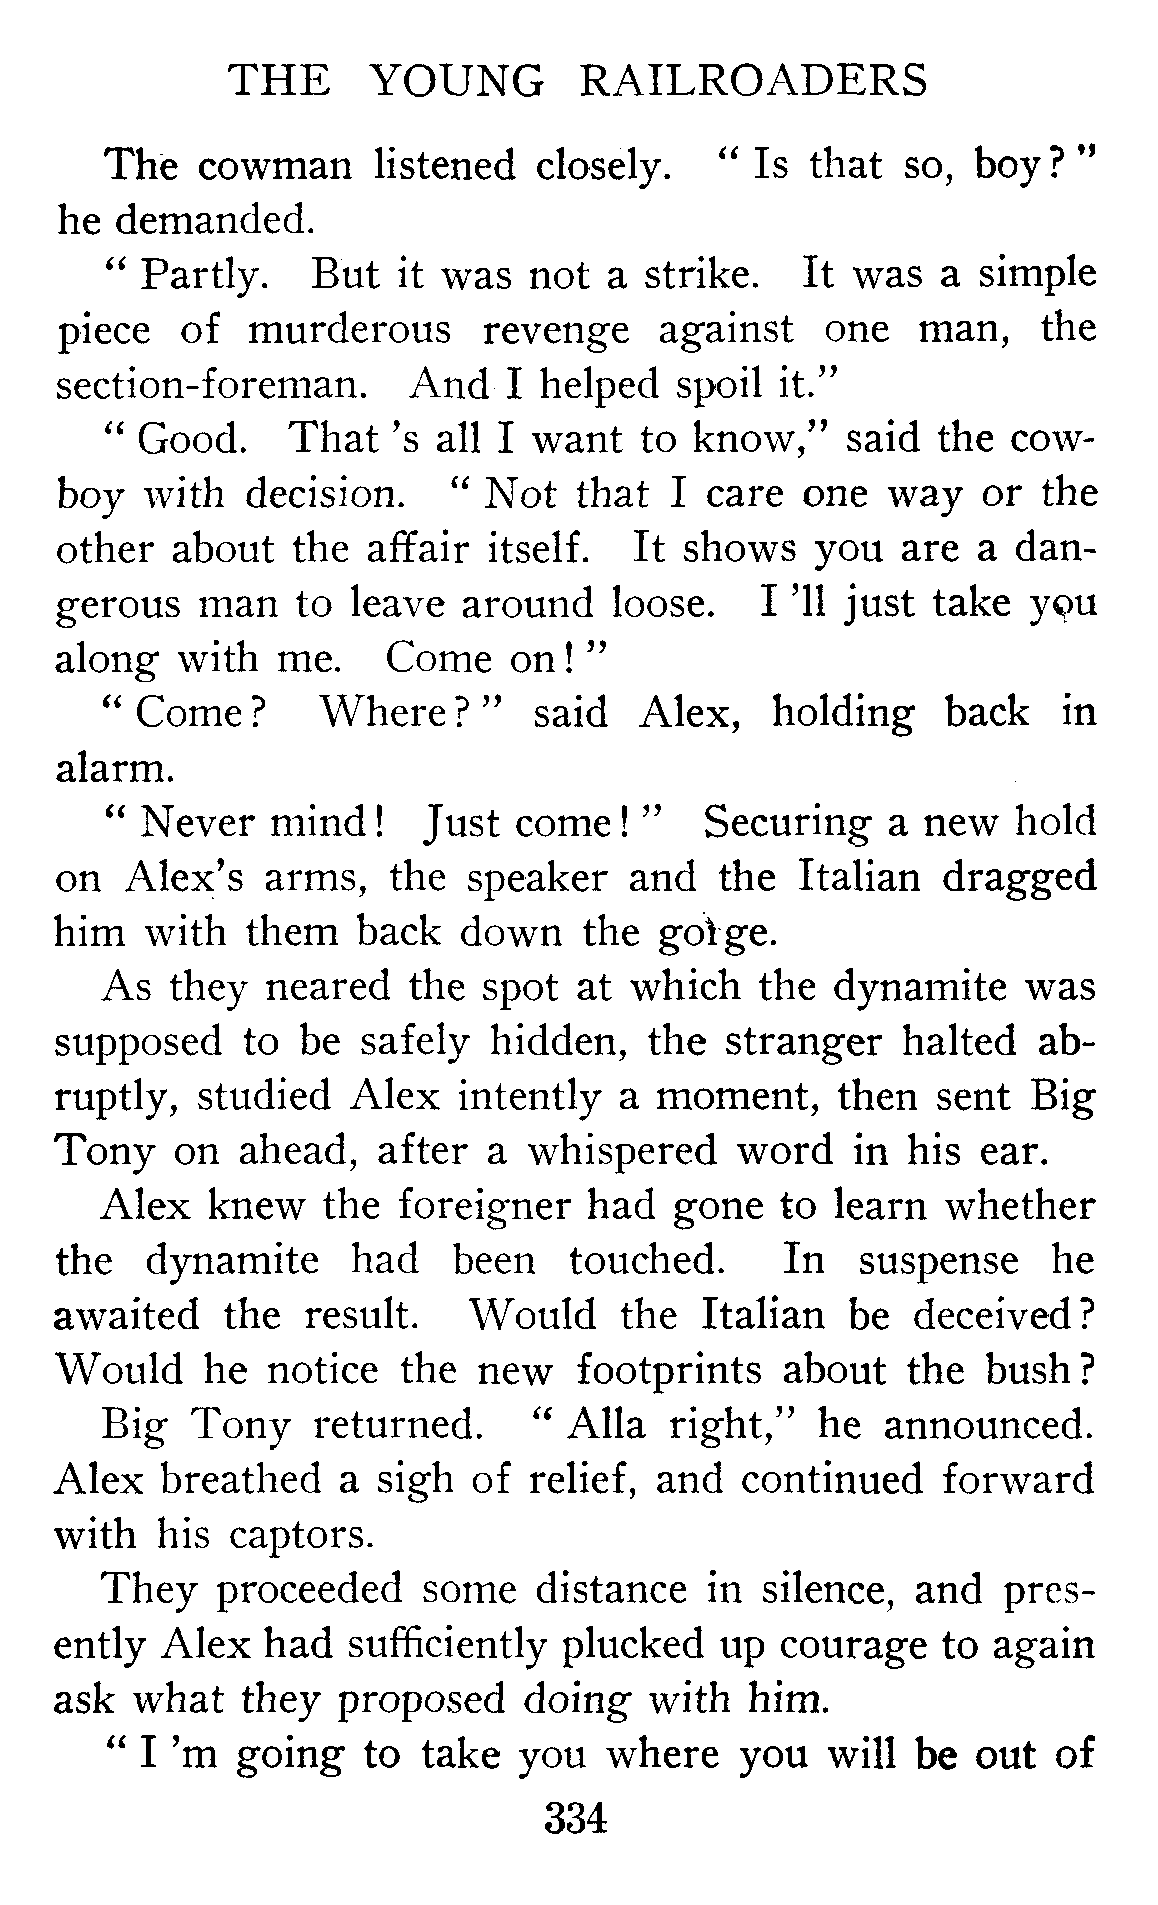 THE YOUNG RAILROADERS
The cowman listened closely. " Is that so, boy? "
he demanded.
" Partly. But it was not a strike. It was a simple
piece of murderous revenge against one man, the
section-foreman. And I helped spoil it."
" Good. That 's all I want to know," said the cow-
boy with decision. " Not that I care one way or the
other about the affair itself. It shows you are a dan-
gerous man to leave around loose. I 'll just take you
along with me. Come on! "
" Come? Where? " said Alex, holding back in
alarm.
" Never mind! Just come! " Securing a new hold
on Alex's arms, the speaker and the Italian dragged
him with them back down the gorge.
As they neared the spot at which the dynamite was
supposed to be safely hidden, the stranger halted ab-
ruptly, studied Alex intently a moment, then sent Big
Tony on ahead, after a whispered word in his ear.
Alex knew the foreigner had gone to learn whether
the dynamite had been touched. In suspense he
awaited the result. Would the Italian be deceived?
Would he notice the new footprints about the bush?
Big Tony returned. " Alla right," he announced.
Alex breathed a sigh of relief, and continued forward
with his captors.
They proceeded some distance in silence, and pres-
ently Alex had sufficiently plucked up courage to again
ask what they proposed doing with him.
" I 'm going to take you where you will be out of
334